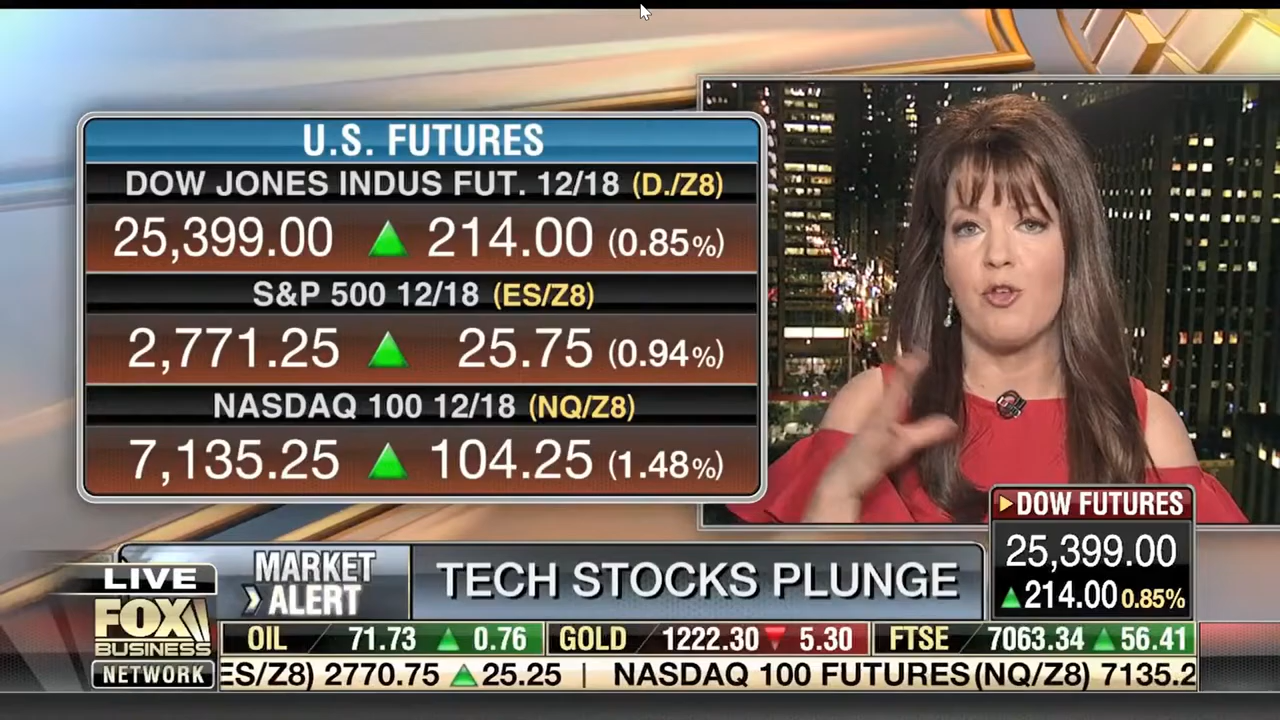 U.S. FUTURES
DOW JONES INDUS FUT. 12/18 (D./Z8)
25,399.00 ▲ 214.00 (0.85%)
S&P 500 12/18 (ES/Z8)
2,771.25 ▲ 25.75 (0.94%)
NASDAQ 100 12/18 (NQ/Z8)
7,135.25 ▲ 104.25 (1.48%)
DOW FUTURES
25,399.00
▲214.00 0.85%
MARKET
ALERT
TECH STOCKS PLUNGE
LIVE
FOX
BUSINESS
NETWORK
OIL 71.73 ▲ 0.76 GOLD 1222.30 ▼ 5.30 FTSE 7063.34 ▲ 56.41
ES/Z8) 2770.75 ▲25.25 | NASDAQ 100 FUTURES (NQ/Z8) 7135.2